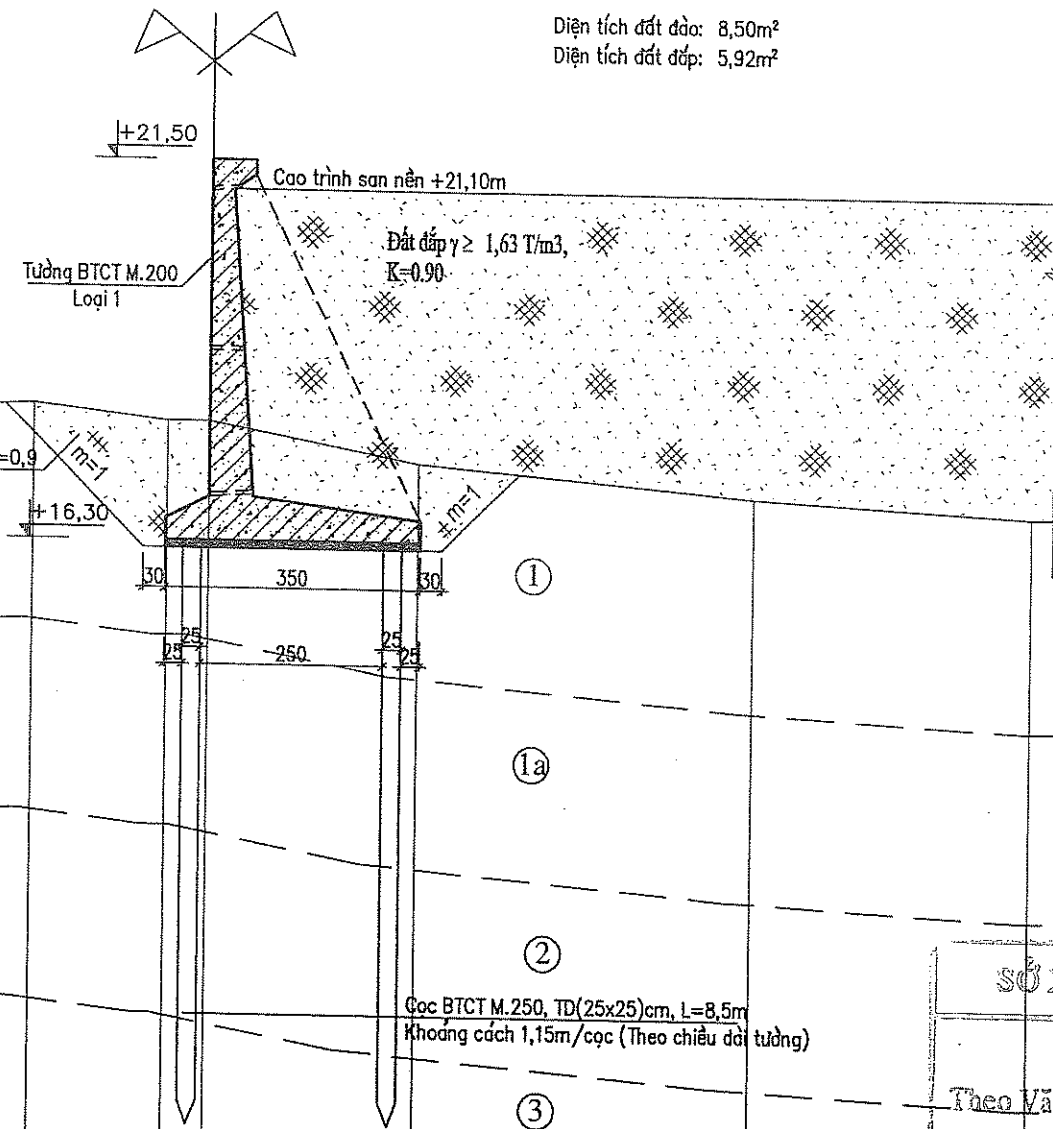 Diện tích đất đào: 8,50m²
Diện tích đất đắp: 5,92m²
+21,50
Cao trình san nền +21,10m
Đất đắp γ ≥ 1,63 T/m3,
K=0.90
Tường BTCT M.200
Loại 1
=0,9
m=1
m=1
+16,30
30
350
30
1
25
25
250
25
25
1a
2
Cọc BTCT M.250, TD(25x25)cm, L=8,5m
Khoảng cách 1,15m/cọc (Theo chiều dài tường)
3
SỞ
Theo Vă